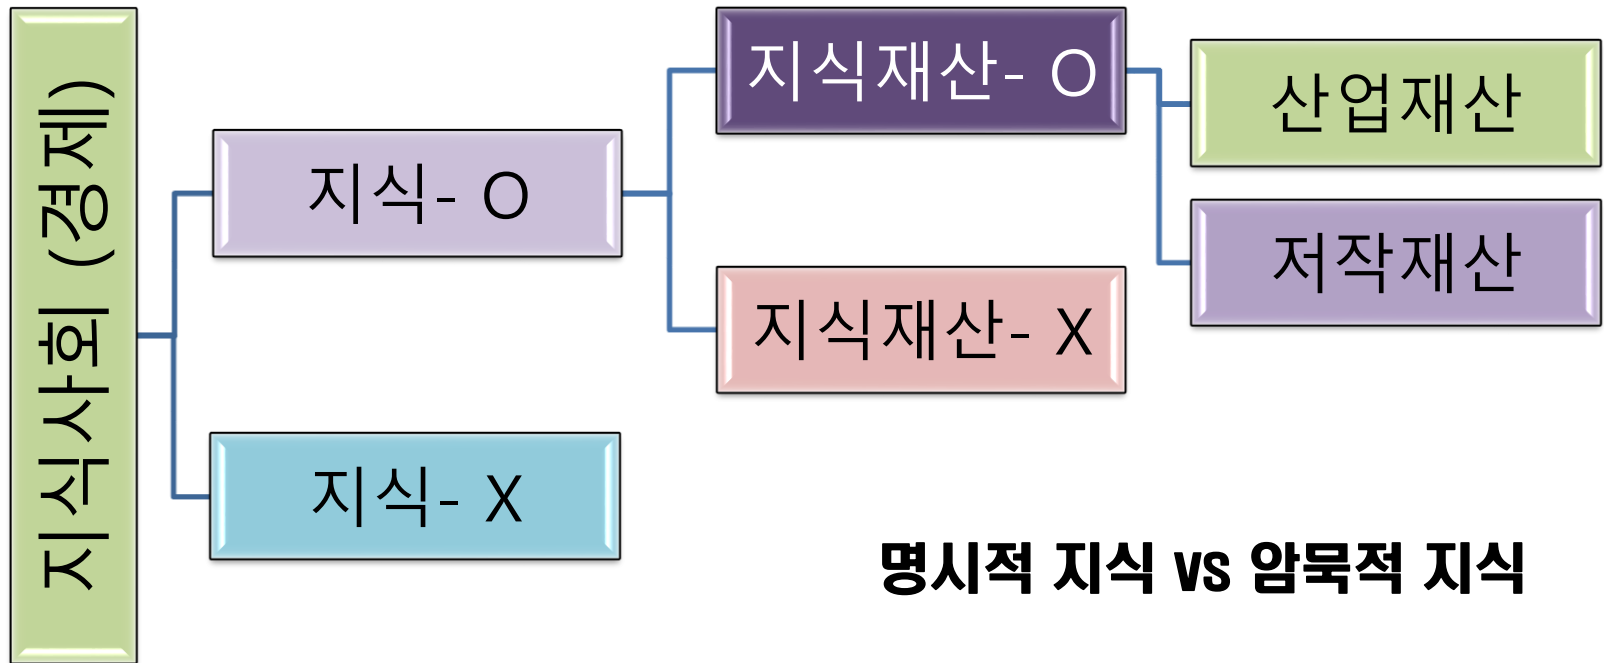 지식사회 (경제)
지식- O
지식- X
지식재산- O
지식재산- X
산업재산
저작재산
명시적 지식 vs 암묵적 지식